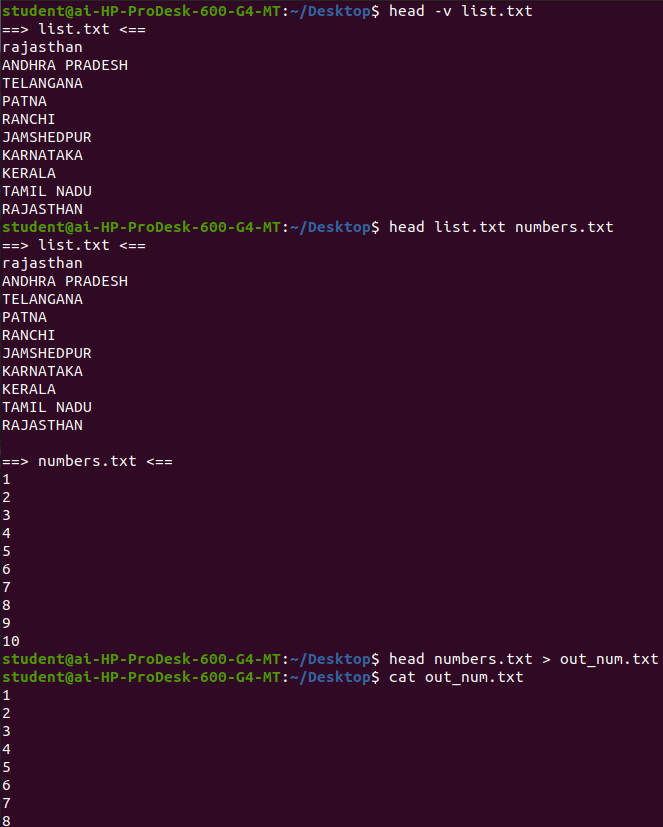 student@ai-HP-ProDesk-600-G4-MT:~/Desktop$ head -v list.txt
==> list.txt <==
rajasthan
ANDHRA PRADESH
TELANGANA
PATNA
RANCHI
JAMSHEDPUR
KARNATAKA
KERALA
TAMIL NADU
RAJASTHAN
student@ai-HP-ProDesk-600-G4-MT:~/Desktop$ head list.txt numbers.txt
==> list.txt <==
rajasthan
ANDHRA PRADESH
TELANGANA
PATNA
RANCHI
JAMSHEDPUR
KARNATAKA
KERALA
TAMIL NADU
RAJASTHAN

==> numbers.txt <==
1
2
3
4
5
6
7
8
9
10
student@ai-HP-ProDesk-600-G4-MT:~/Desktop$ head numbers.txt > out_num.txt
student@ai-HP-ProDesk-600-G4-MT:~/Desktop$ cat out_num.txt
1
2
3
4
5
6
7
8